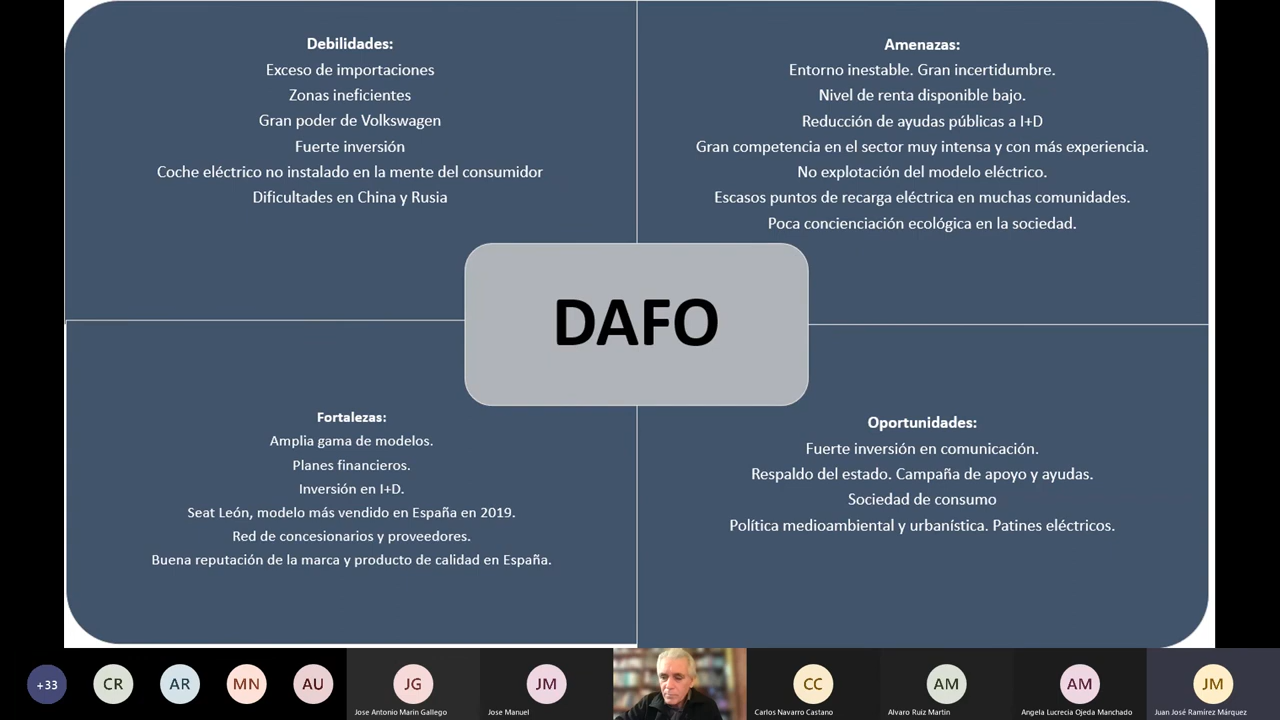 Debilidades:
Exceso de importaciones
Zonas ineficientes
Gran poder de Volkswagen
Fuerte inversión
Coche eléctrico no instalado en la mente del consumidor
Dificultades en China y Rusia
Amenazas:
Entorno inestable. Gran incertidumbre.
Nivel de renta disponible bajo.
Reducción de ayudas públicas a I+D
Gran competencia en el sector muy intensa y con más experiencia.
No explotación del modelo eléctrico.
Escasos puntos de recarga eléctrica en muchas comunidades.
Poca concienciación ecológica en la sociedad.
DAFO
Fortalezas:
Amplia gama de modelos.
Planes financieros.
Inversión en I+D.
Seat León, modelo más vendido en España en 2019.
Red de concesionarios y proveedores.
Buena reputación de la marca y producto de calidad en España.
Oportunidades:
Fuerte inversión en comunicación.
Respaldo del estado. Campaña de apoyo y ayudas.
Sociedad de consumo
Política medioambiental y urbanística. Patines eléctricos.
+33
CR
AR
MN
AU
JG
Jose Antonio Marin Gallego
JM
Jose Manuel
CC
Carlos Navarro Castano
AM
Alvaro Ruiz Martin
AM
Angela Lucrecia Ojeda Manchado
JM
Juan José Ramírez Márquez